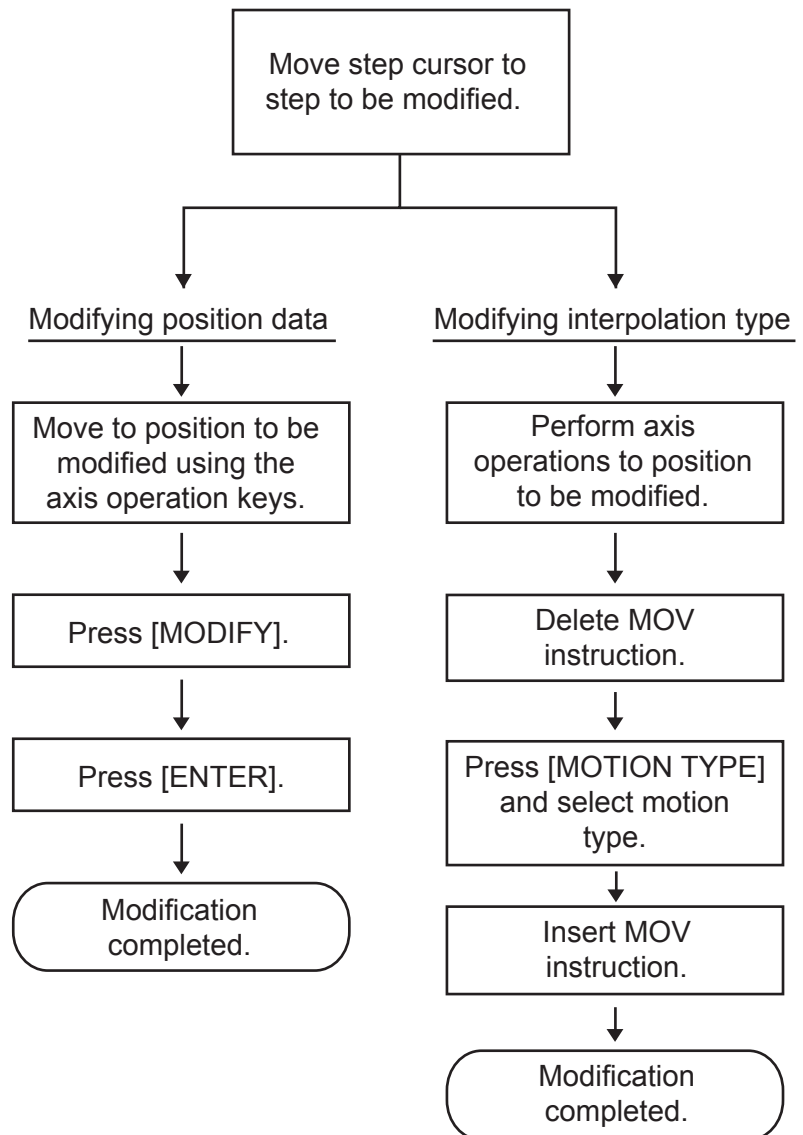 Move step cursor to
step to be modified.
Modifying position data
Move to position to be
modified using the
axis operation keys.
Press [MODIFY].
Press [ENTER].
Modification
completed.
Modifying interpolation type
Perform axis
operations to position
to be modified.
Delete MOV
instruction.
Press [MOTION TYPE]
and select motion
type.
Insert MOV
instruction.
Modification
completed.